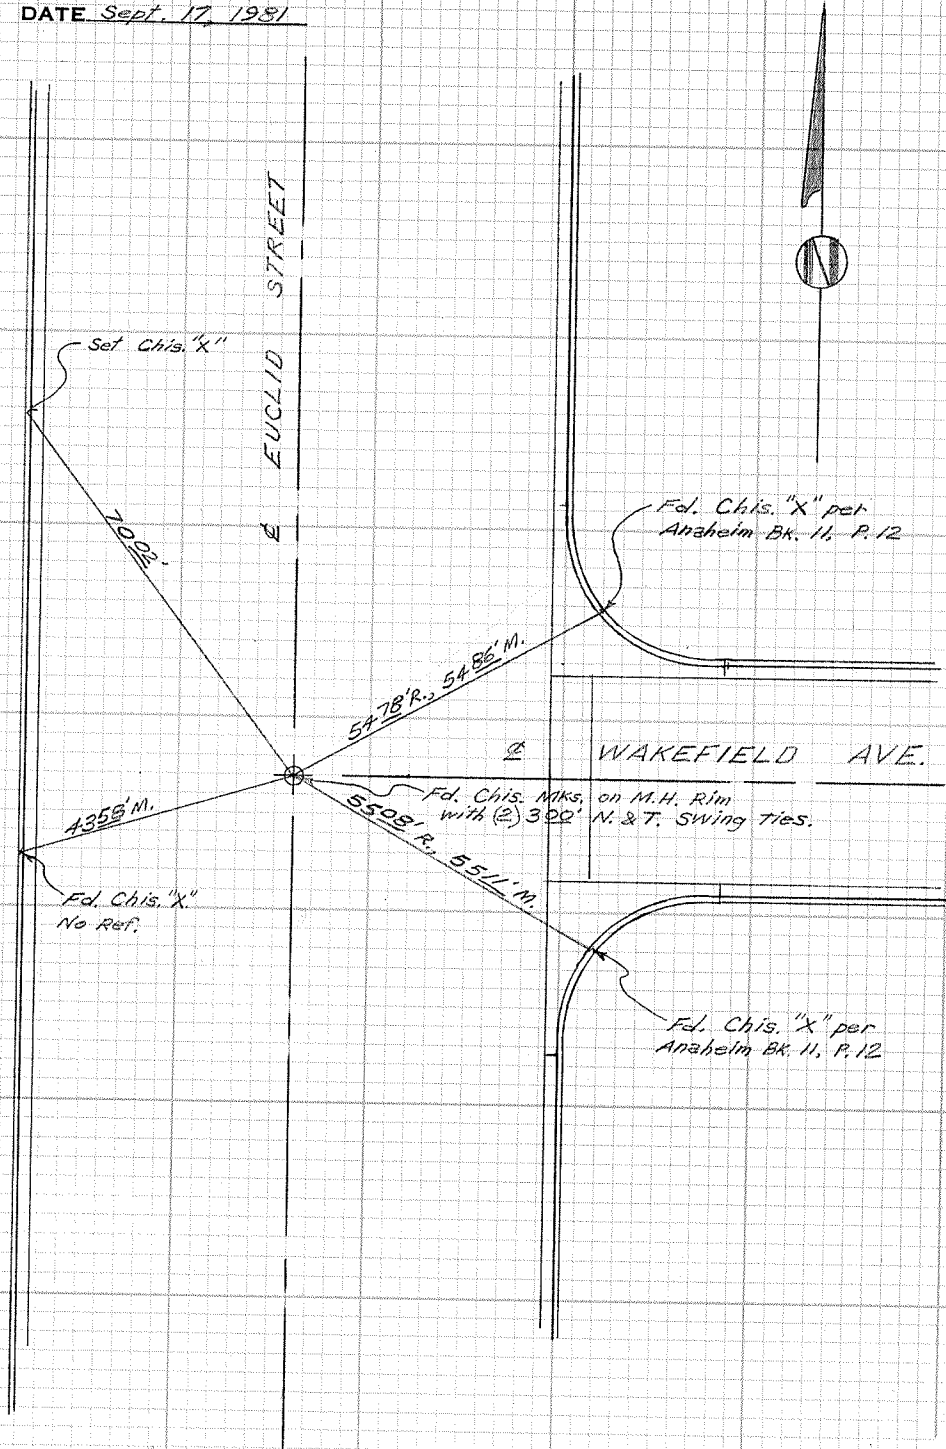 DATE Sept. 17, 1981
℄ EUCLID STREET
Set Chis. "X"
70.02'
Fd. Chis. "X" per
Anaheim Bk. 11, P. 12
54.78' R., 54.86' M.
℄ WAKEFIELD AVE.
Fd. Chis. Mks. on M.H. Rim
with (2) 3.00' N. & T. Swing Ties.
43.58' M.
55.08' R., 55.11' M.
Fd. Chis. "X"
No Ref.
Fd. Chis. "X" per
Anaheim Bk. 11, P. 12
N